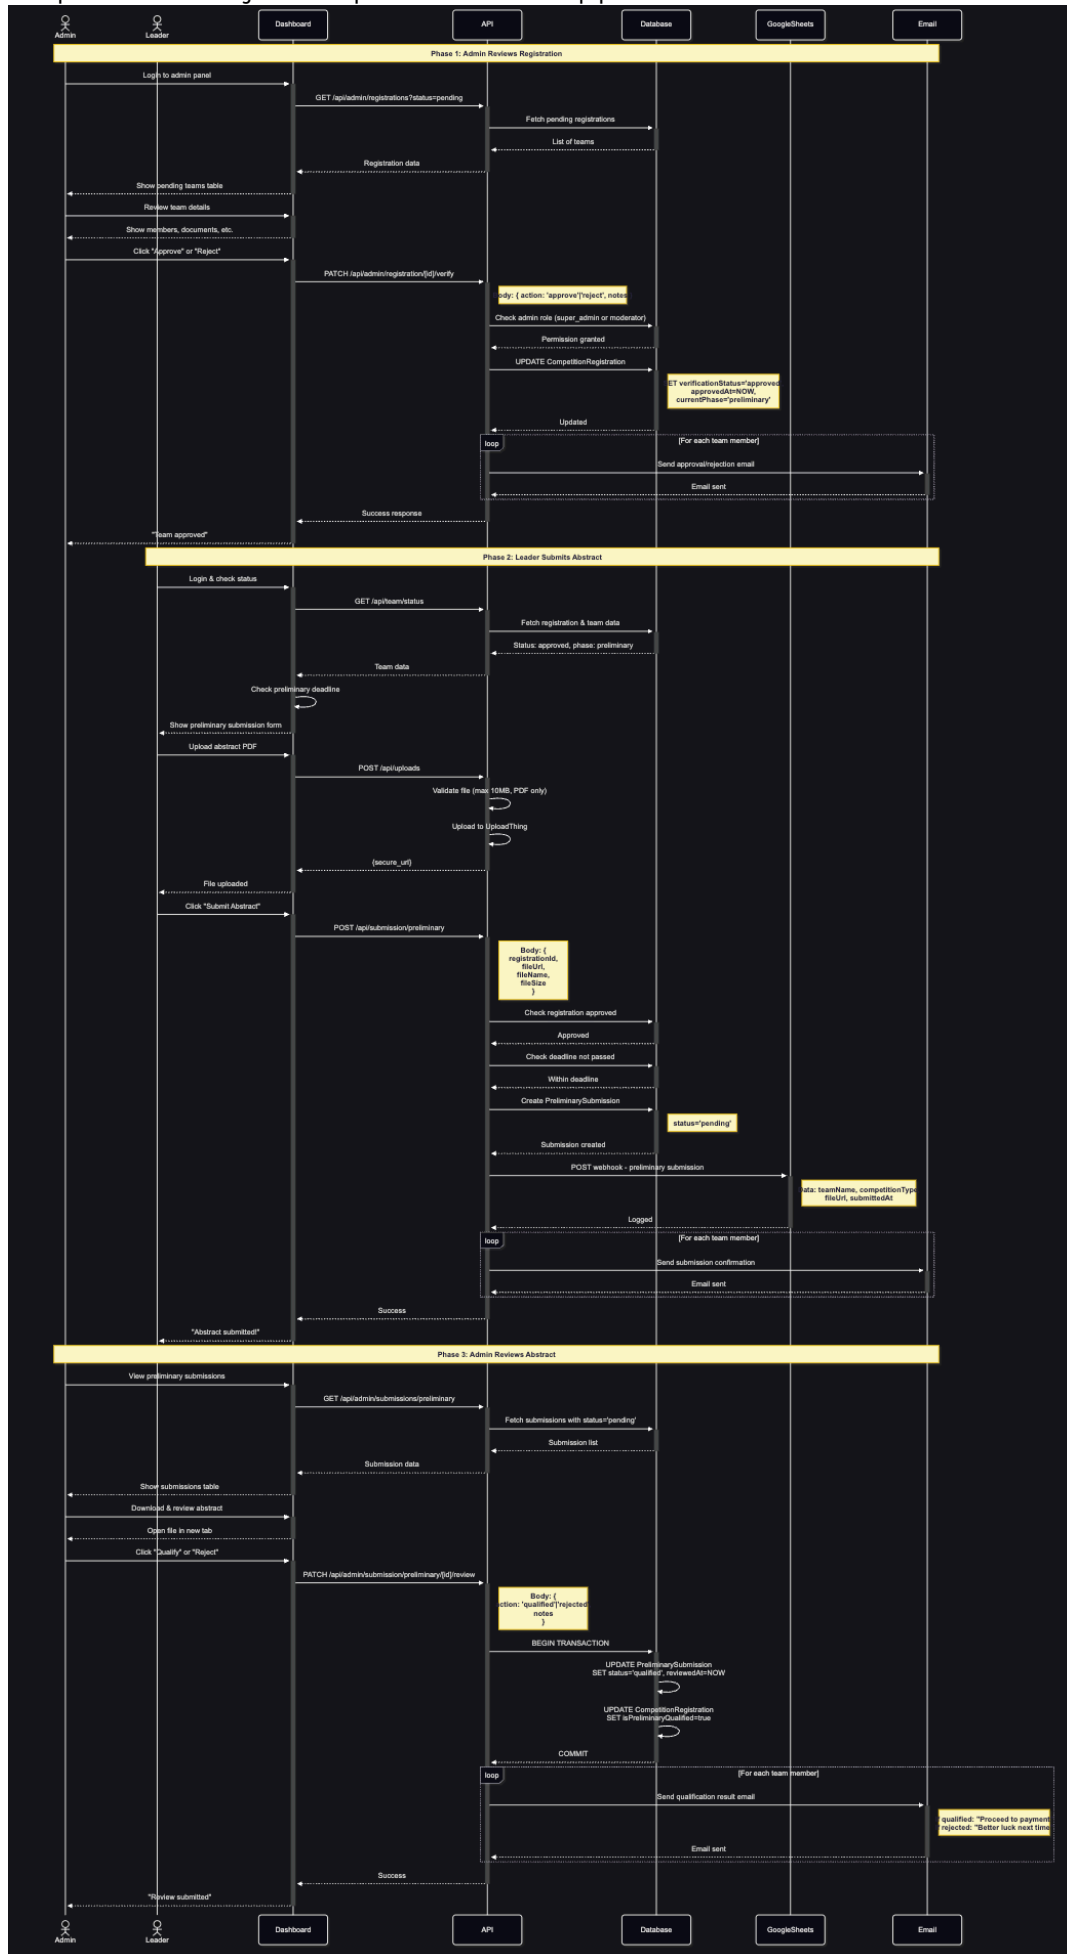 Admin
Leader
Dashboard
API
Database
GoogleSheets
Email
Phase 1: Admin Reviews Registration
Login to admin panel
GET /api/admin/registrations?status=pending
Fetch pending registrations
List of teams
Registration data
Show pending teams table
Review team details
Show members, documents, etc.
Click "Approve" or "Reject"
PATCH /api/admin/registration/[id]/verify
ody: { action: 'approve'|'reject', notes
Check admin role (super_admin or moderator)
Permission granted
UPDATE CompetitionRegistration
ET verificationStatus='approved
approvedAt=NOW,
currentPhase='preliminary'
Updated
loop
[For each team member]
Send approval/rejection email
Email sent
Success response
"Team approved"
Phase 2: Leader Submits Abstract
Login & check status
GET /api/team/status
Fetch registration & team data
Status: approved, phase: preliminary
Team data
Check preliminary deadline
Show preliminary submission form
Upload abstract PDF
POST /api/uploads
Validate file (max 10MB, PDF only)
Upload to UploadThing
{secure_url}
File uploaded
Click "Submit Abstract"
POST /api/submission/preliminary
Body: {
registrationId,
fileUrl,
fileName,
fileSize
}
Check registration approved
Approved
Check deadline not passed
Within deadline
Create PreliminarySubmission
status='pending'
Submission created
POST webhook - preliminary submission
ata: teamName, competitionType
fileUrl, submittedAt
Logged
loop
[For each team member]
Send submission confirmation
Email sent
Success
"Abstract submitted!"
Phase 3: Admin Reviews Abstract
View preliminary submissions
GET /api/admin/submissions/preliminary
Fetch submissions with status='pending'
Submission list
Submission data
Show submissions table
Download & review abstract
Open file in new tab
Click "Qualify" or "Reject"
PATCH /api/admin/submission/preliminary/[id]/review
Body: {
ction: 'qualified'|'rejected'
notes
}
BEGIN TRANSACTION
UPDATE PreliminarySubmission
SET status='qualified', reviewedAt=NOW
UPDATE CompetitionRegistration
SET isPreliminaryQualified=true
COMMIT
loop
[For each team member]
Send qualification result email
qualified: "Proceed to payment
rejected: "Better luck next time
Email sent
Success
"Review submitted"
Admin
Leader
Dashboard
API
Database
GoogleSheets
Email